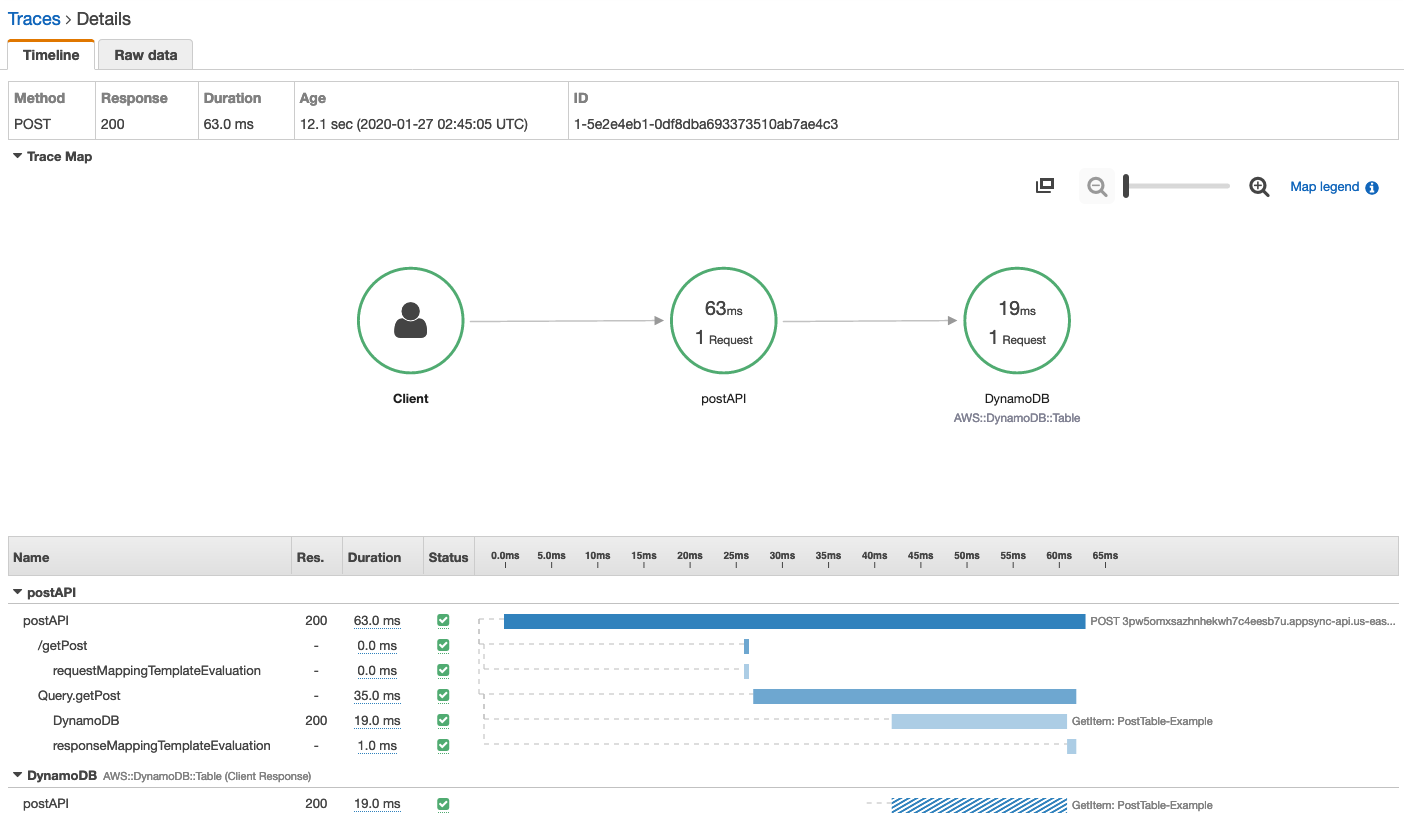 Traces › Details
Timeline Raw data
Method Response Duration Age ID
POST 200 63.0 ms 12.1 sec (2020-01-27 02:45:05 UTC) 1-5e2e4eb1-0df8dba693373510ab7ae4c3
Trace Map
Map legend
63ms
1 Request
19ms
1 Request
Client postAPI DynamoDB
AWS::DynamoDB::Table
Name Res. Duration Status 0.0ms 5.0ms 10ms 15ms 20ms 25ms 30ms 35ms 40ms 45ms 50ms 55ms 60ms 65ms
postAPI
postAPI 200 63.0 ms POST 3pw5omxsazhnhekwh7c4eesb7u.appsync-api.us-eas...
/getPost - 0.0 ms
requestMappingTemplateEvaluation - 0.0 ms
Query.getPost - 35.0 ms
DynamoDB 200 19.0 ms GetItem: PostTable-Example
responseMappingTemplateEvaluation - 1.0 ms
DynamoDB AWS::DynamoDB::Table (Client Response)
postAPI 200 19.0 ms GetItem: PostTable-Example